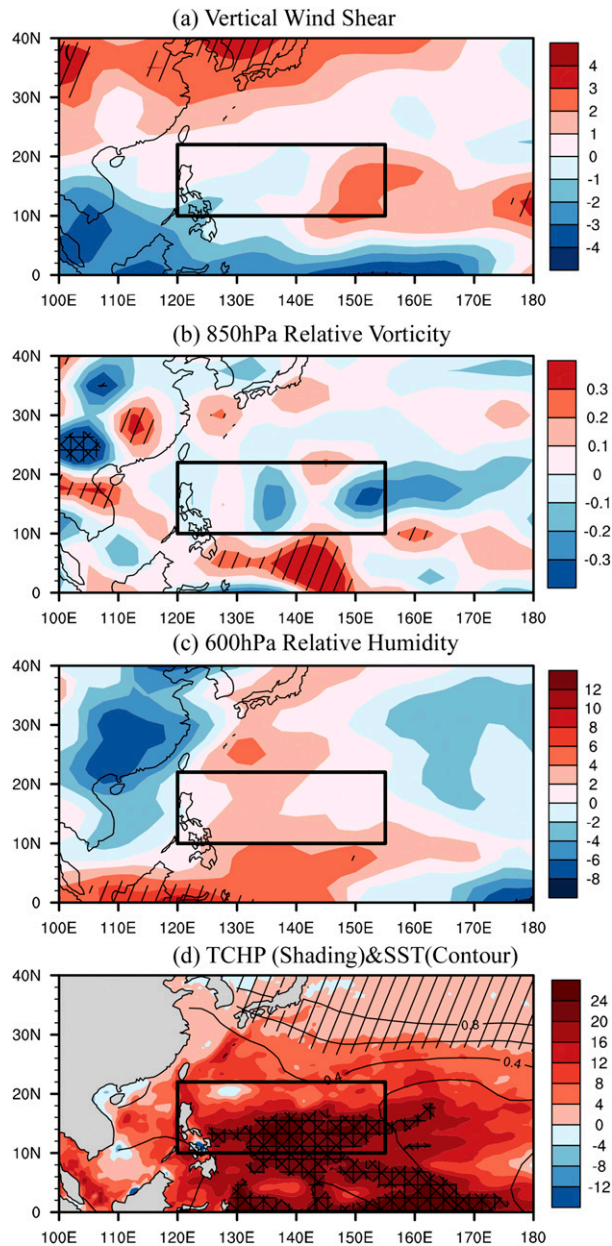 (a) Vertical Wind Shear
40N
30N
20N
10N
0
100E 110E 120E 130E 140E 150E 160E 170E 180
4
3
2
1
0
-1
-2
-3
-4
(b) 850hPa Relative Vorticity
40N
30N
20N
10N
0
100E 110E 120E 130E 140E 150E 160E 170E 180
0.3
0.2
0.1
0
-0.1
-0.2
-0.3
(c) 600hPa Relative Humidity
40N
30N
20N
10N
0
100E 110E 120E 130E 140E 150E 160E 170E 180
12
10
8
6
4
2
0
-2
-4
-6
-8
(d) TCHP (Shading)&SST(Contour)
40N
30N
20N
10N
0
100E 110E 120E 130E 140E 150E 160E 170E 180
0.8
0.4
0.4
24
20
16
12
8
4
0
-4
-8
-12